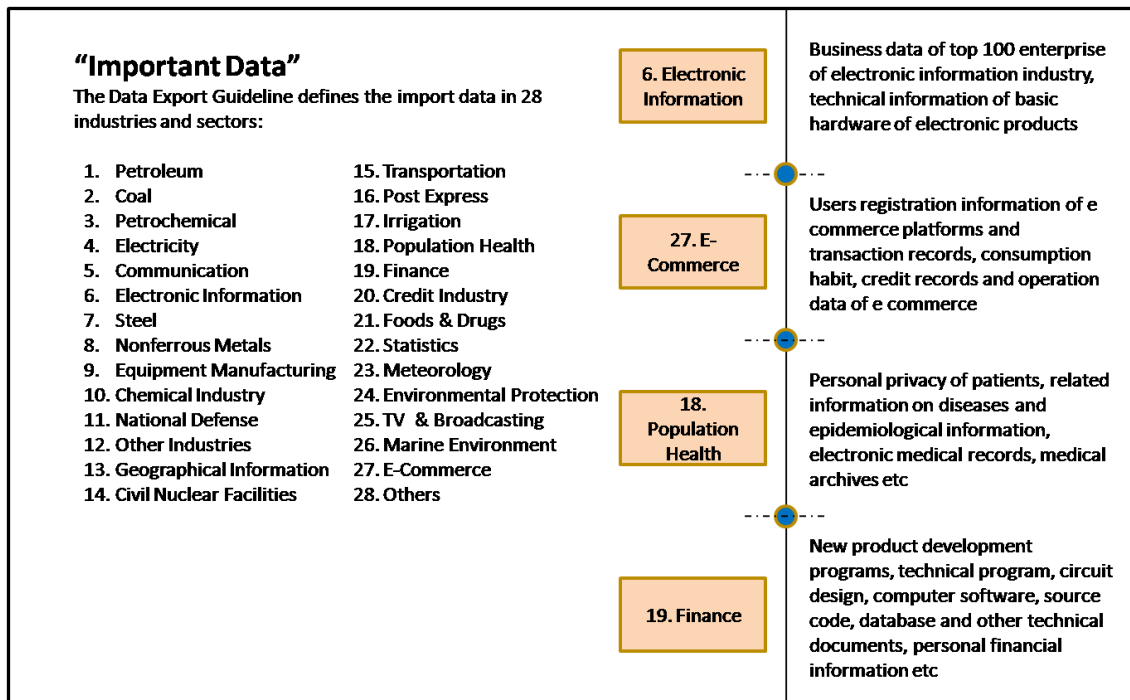 “Important Data”
The Data Export Guideline defines the import data in 28
industries and sectors:
1. Petroleum
2. Coal
3. Petrochemical
4. Electricity
5. Communication
6. Electronic Information
7. Steel
8. Nonferrous Metals
9. Equipment Manufacturing
10. Chemical Industry
11. National Defense
12. Other Industries
13. Geographical Information
14. Civil Nuclear Facilities
15. Transportation
16. Post Express
17. Irrigation
18. Population Health
19. Finance
20. Credit Industry
21. Foods & Drugs
22. Statistics
23. Meteorology
24. Environmental Protection
25. TV & Broadcasting
26. Marine Environment
27. E-Commerce
28. Others
6. Electronic
Information
Business data of top 100 enterprise
of electronic information industry,
technical information of basic
hardware of electronic products
27. E-
Commerce
Users registration information of e
commerce platforms and
transaction records, consumption
habit, credit records and operation
data of e commerce
18.
Population
Health
Personal privacy of patients, related
information on diseases and
epidemiological information,
electronic medical records, medical
archives etc
19. Finance
New product development
programs, technical program, circuit
design, computer software, source
code, database and other technical
documents, personal financial
information etc